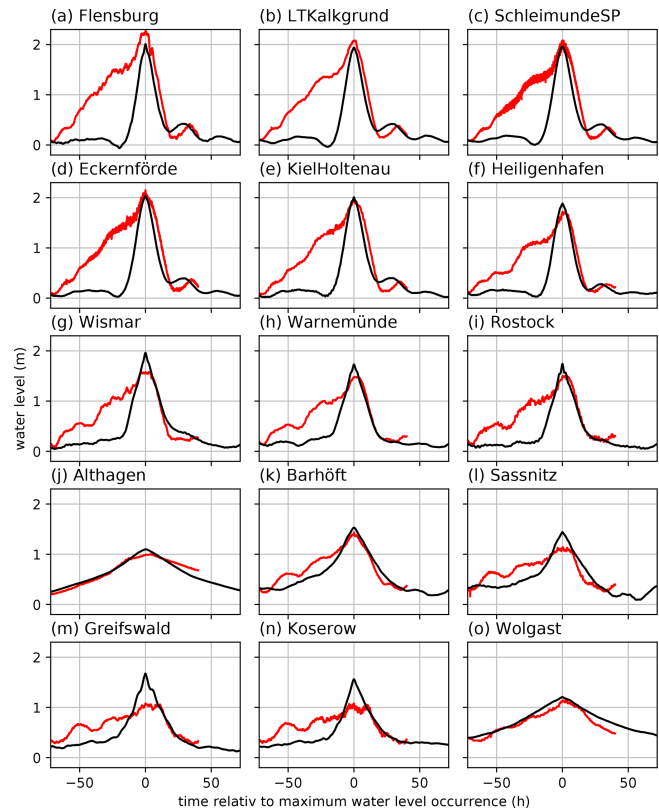 (a) Flensburg (b) LTKalkgrund (c) SchleimundeSP
2
1
0
(d) Eckernförde (e) KielHoltenau (f) Heiligenhafen
2
1
0
(g) Wismar (h) Warnemünde (i) Rostock
2
1
0
water level (m)
(j) Althagen (k) Barhöft (l) Sassnitz
2
1
0
(m) Greifswald (n) Koserow (o) Wolgast
2
1
0
−50 0 50 −50 0 50 −50 0 50
time relativ to maximum water level occurrence (h)